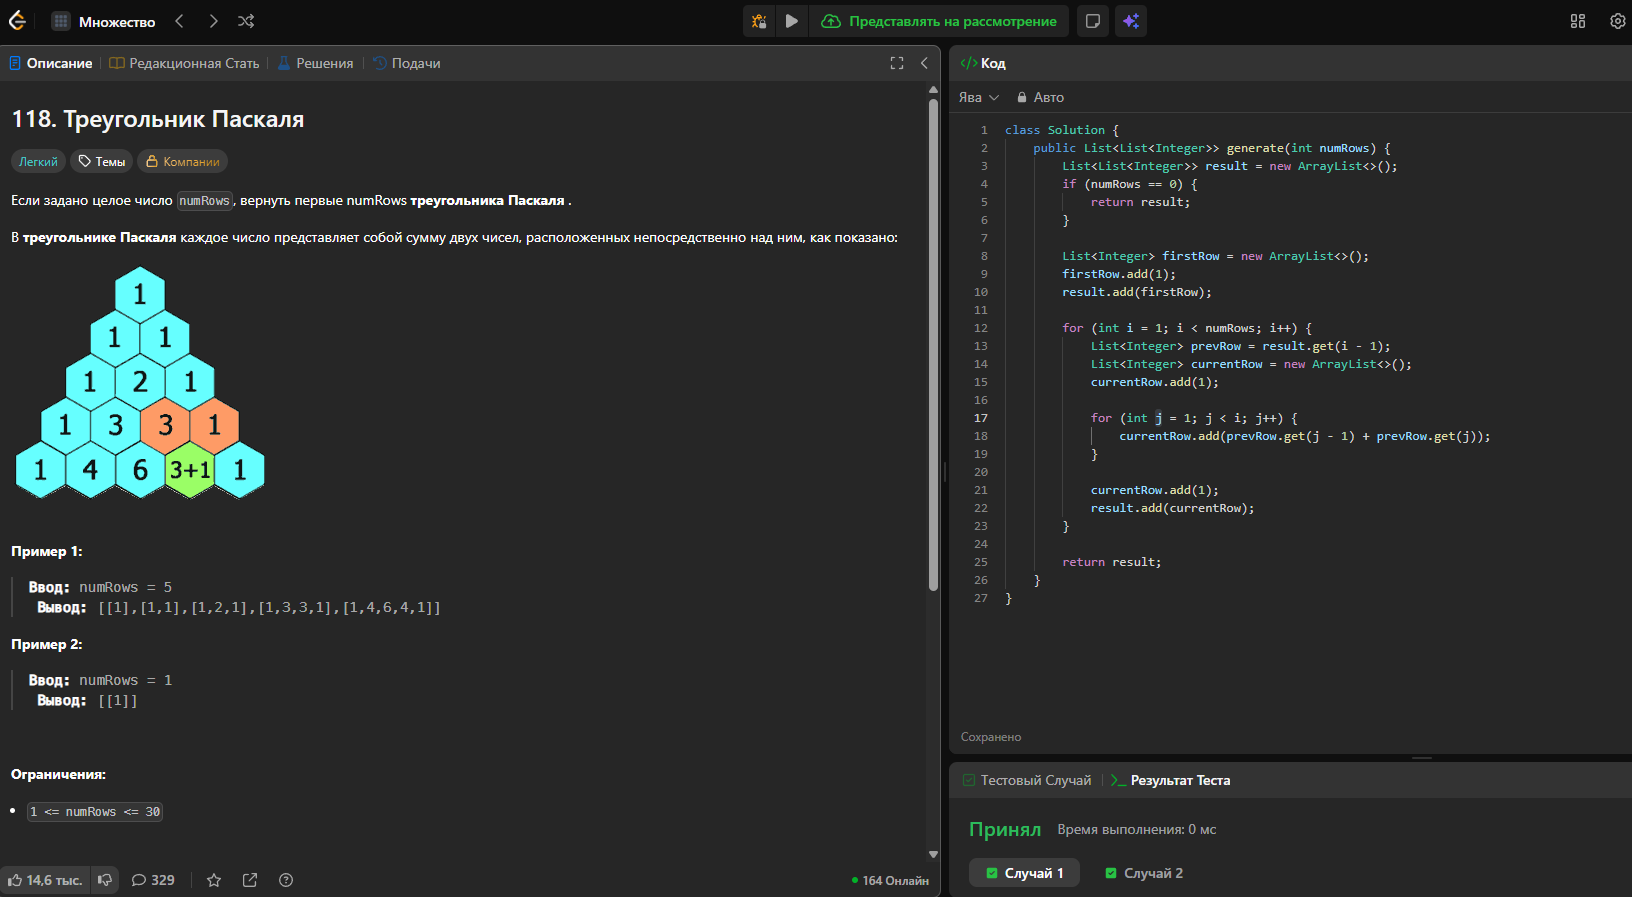 Множество
Представлять на рассмотрение
Описание
Редакционная Стать
Решения
Подачи
118. Треугольник Паскаля
Легкий
Темы
Компании
Если задано целое число numRows, вернуть первые numRows треугольника Паскаля .
В треугольнике Паскаля каждое число представляет собой сумму двух чисел, расположенных непосредственно над ним, как показано:
1
1 1
1 2 1
1 3 3 1
1 4 6 3+1 1
Пример 1:
Ввод: numRows = 5
Вывод: [[1],[1,1],[1,2,1],[1,3,3,1],[1,4,6,4,1]]
Пример 2:
Ввод: numRows = 1
Вывод: [[1]]
Ограничения:
1 <= numRows <= 30
14,6 тыс.
329
164 Онлайн
</> Код
Ява
Авто
1 class Solution {
2     public List<List<Integer>> generate(int numRows) {
3         List<List<Integer>> result = new ArrayList<>();
4         if (numRows == 0) {
5             return result;
6         }
7
8         List<Integer> firstRow = new ArrayList<>();
9         firstRow.add(1);
10         result.add(firstRow);
11
12         for (int i = 1; i < numRows; i++) {
13             List<Integer> prevRow = result.get(i - 1);
14             List<Integer> currentRow = new ArrayList<>();
15             currentRow.add(1);
16
17             for (int j = 1; j < i; j++) {
18                 currentRow.add(prevRow.get(j - 1) + prevRow.get(j));
19             }
20
21             currentRow.add(1);
22             result.add(currentRow);
23         }
24
25         return result;
26     }
27 }
Сохранено
Тестовый Случай
Результат Теста
Принял
Время выполнения: 0 мс
Случай 1
Случай 2